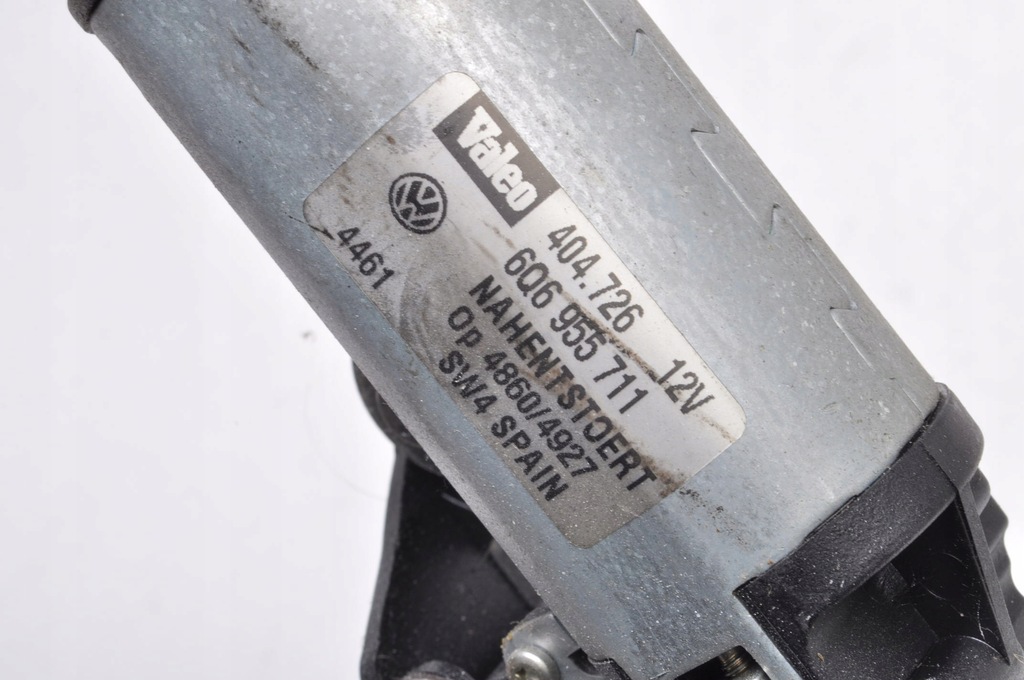 Valeo
404.726 12V
6Q6 955 711
NAHENTSTOERT
Op 4860/4927
SW4 SPAIN
4461